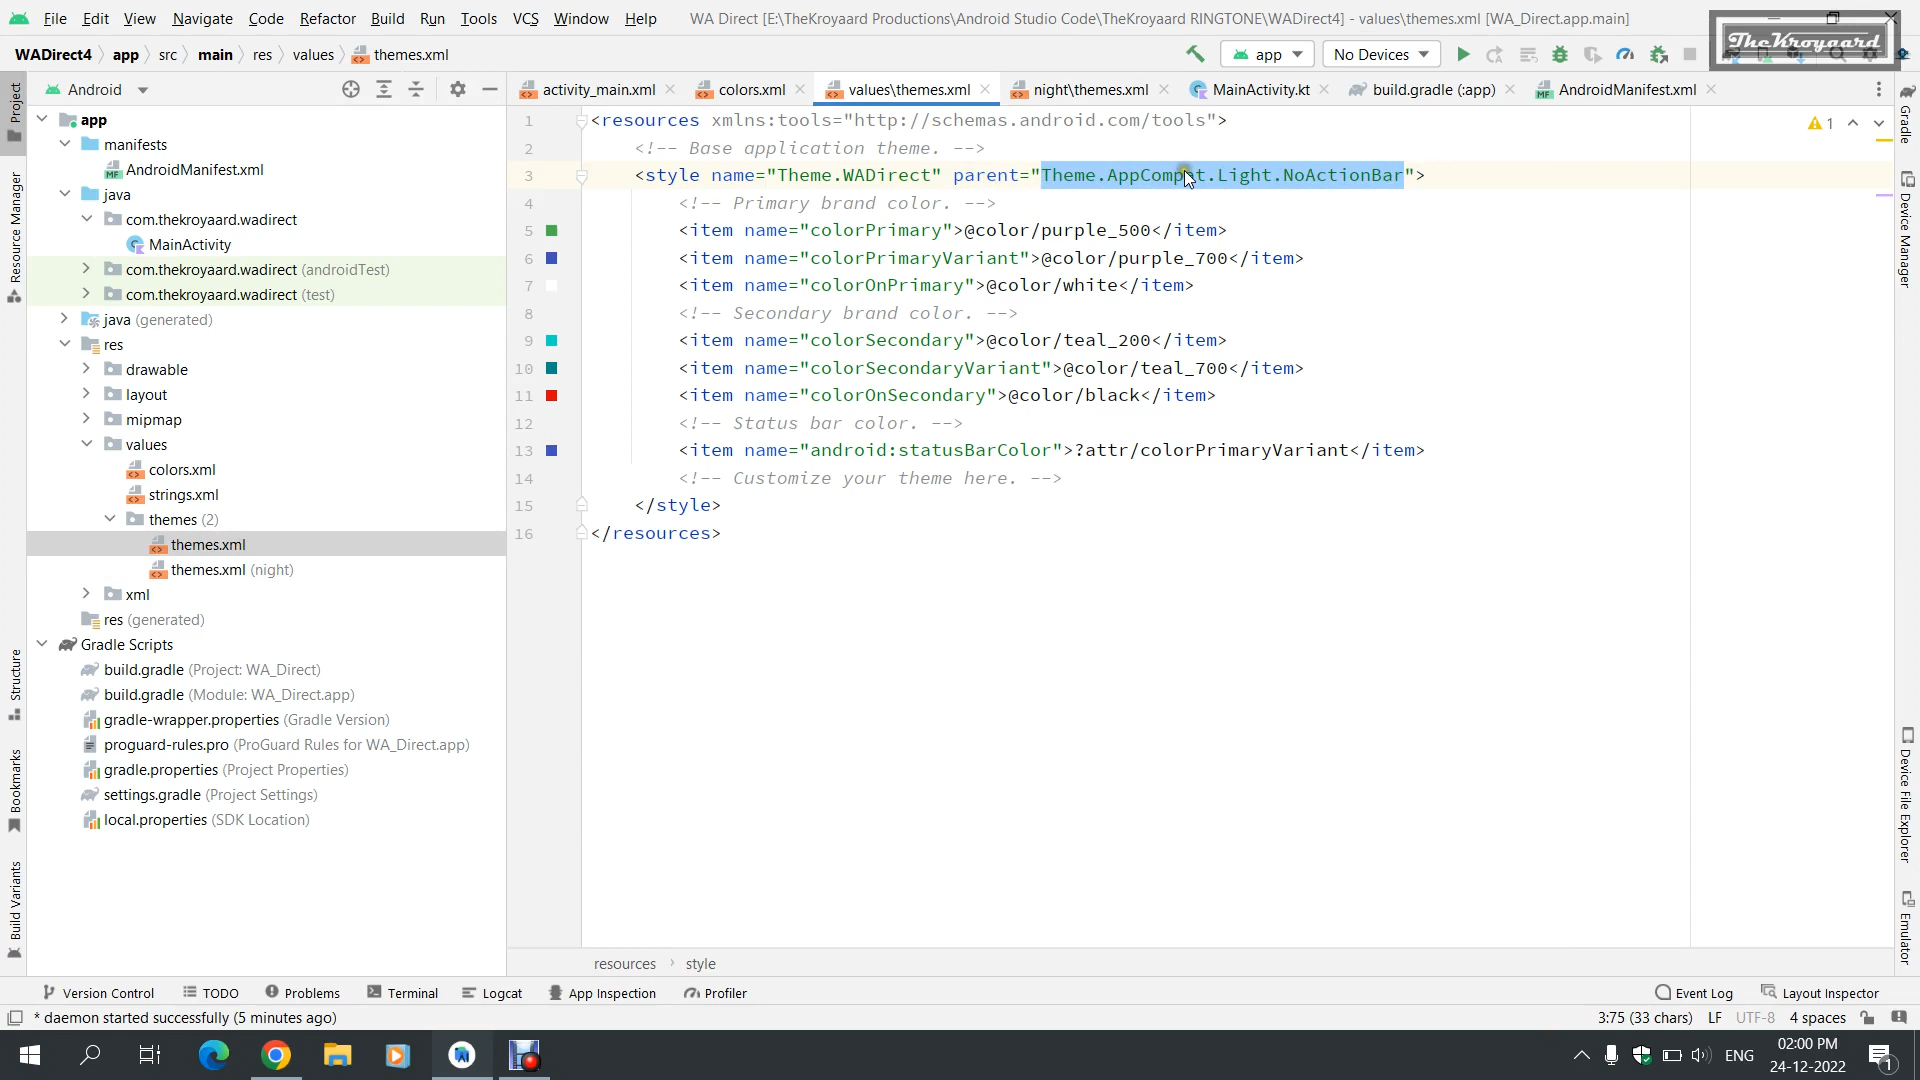 File Edit View Navigate Code Refactor Build Run Tools VCS Window Help WA Direct [E:\TheKroyaard Productions\Android Studio Code\TheKroyaard RINGTONE\WADirect4] - values\themes.xml [WA_Direct.app.main]
TheKroyaard
WADirect4 app src main res values themes.xml app No Devices
Android activity_main.xml colors.xml values\themes.xml night\themes.xml MainActivity.kt build.gradle (:app) AndroidManifest.xml
Project
Resource Manager
Structure
Bookmarks
Build Variants
app
manifests
AndroidManifest.xml
java
com.thekroyaard.wadirect
MainActivity
com.thekroyaard.wadirect (androidTest)
com.thekroyaard.wadirect (test)
java (generated)
res
drawable
layout
mipmap
values
colors.xml
strings.xml
themes (2)
themes.xml
themes.xml (night)
xml
res (generated)
Gradle Scripts
build.gradle (Project: WA_Direct)
build.gradle (Module: WA_Direct.app)
gradle-wrapper.properties (Gradle Version)
proguard-rules.pro (ProGuard Rules for WA_Direct.app)
gradle.properties (Project Properties)
settings.gradle (Project Settings)
local.properties (SDK Location)
1 <resources xmlns:tools="http://schemas.android.com/tools">
2 <!-- Base application theme. -->
3 <style name="Theme.WADirect" parent="Theme.AppCompat.Light.NoActionBar">
4 <!-- Primary brand color. -->
5 <item name="colorPrimary">@color/purple_500</item>
6 <item name="colorPrimaryVariant">@color/purple_700</item>
7 <item name="colorOnPrimary">@color/white</item>
8 <!-- Secondary brand color. -->
9 <item name="colorSecondary">@color/teal_200</item>
10 <item name="colorSecondaryVariant">@color/teal_700</item>
11 <item name="colorOnSecondary">@color/black</item>
12 <!-- Status bar color. -->
13 <item name="android:statusBarColor">?attr/colorPrimaryVariant</item>
14 <!-- Customize your theme here. -->
15 </style>
16 </resources>
1
Gradle
Device Manager
Device File Explorer
Emulator
resources style
Version Control TODO Problems Terminal Logcat App Inspection Profiler Event Log Layout Inspector
* daemon started successfully (5 minutes ago) 3:75 (33 chars) LF UTF-8 4 spaces
ENG 02:00 PM
24-12-2022
1